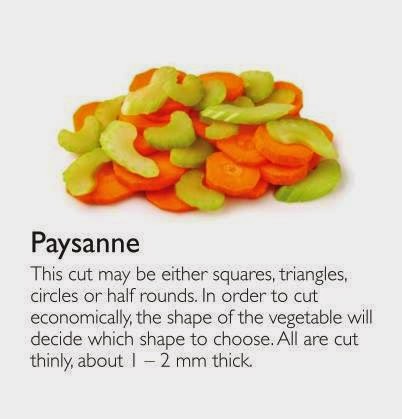 Paysanne
This cut may be either squares, triangles,
circles or half rounds. In order to cut
economically, the shape of the vegetable will
decide which shape to choose. All are cut
thinly, about 1 – 2 mm thick.